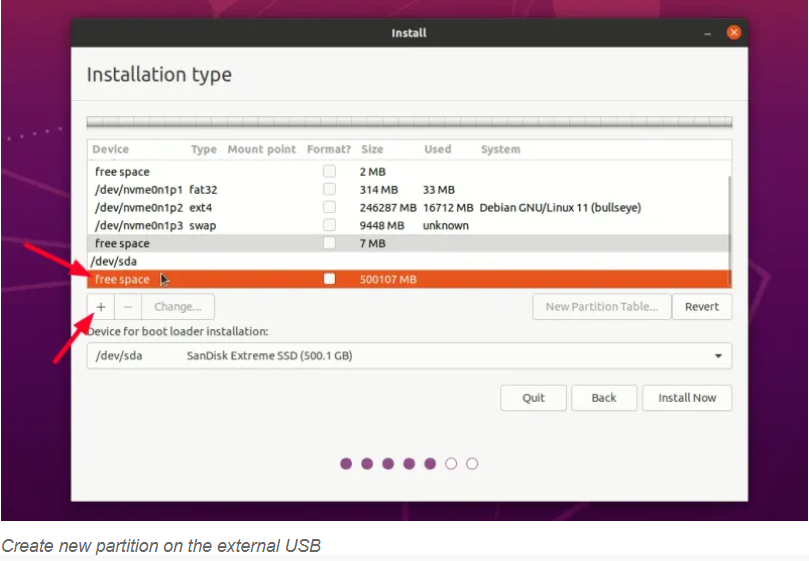 Install
Installation type
Device Type Mount point Format? Size Used System
free space 2 MB
/dev/nvme0n1p1 fat32 314 MB 33 MB
/dev/nvme0n1p2 ext4 246287 MB 16712 MB Debian GNU/Linux 11 (bullseye)
/dev/nvme0n1p3 swap 9448 MB unknown
free space 7 MB
/dev/sda
free space 500107 MB
+ − Change... New Partition Table... Revert
Device for boot loader installation:
/dev/sda SanDisk Extreme SSD (500.1 GB)
Quit Back Install Now
Create new partition on the external USB